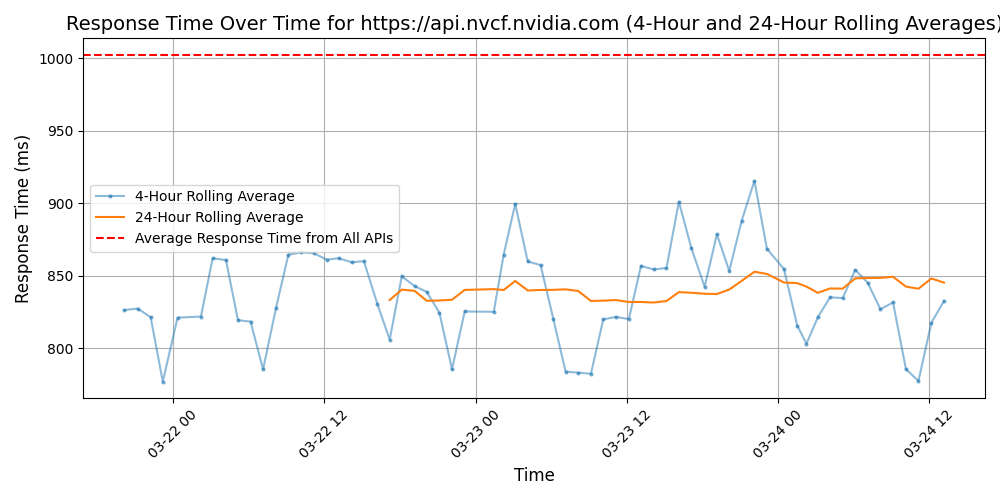 Response Time Over Time for https://api.nvcf.nvidia.com (4-Hour and 24-Hour Rolling Averages)
Response Time (ms)
1000
950
900
850
800
4-Hour Rolling Average
24-Hour Rolling Average
Average Response Time from All APIs
03-22 00
03-22 12
03-23 00
03-23 12
03-24 00
03-24 12
Time